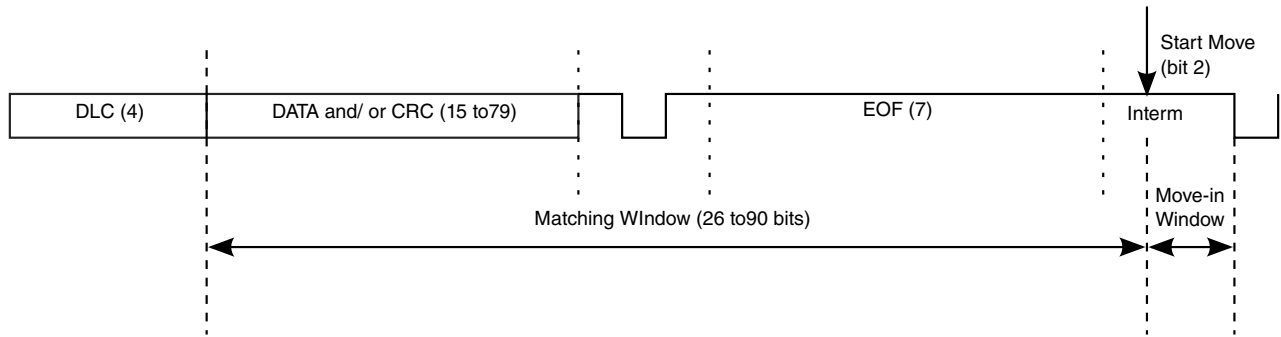 Start Move
(bit 2)
DLC (4)
DATA and/ or CRC (15 to79)
EOF (7)
Interm
Matching WIndow (26 to90 bits)
Move-in
Window